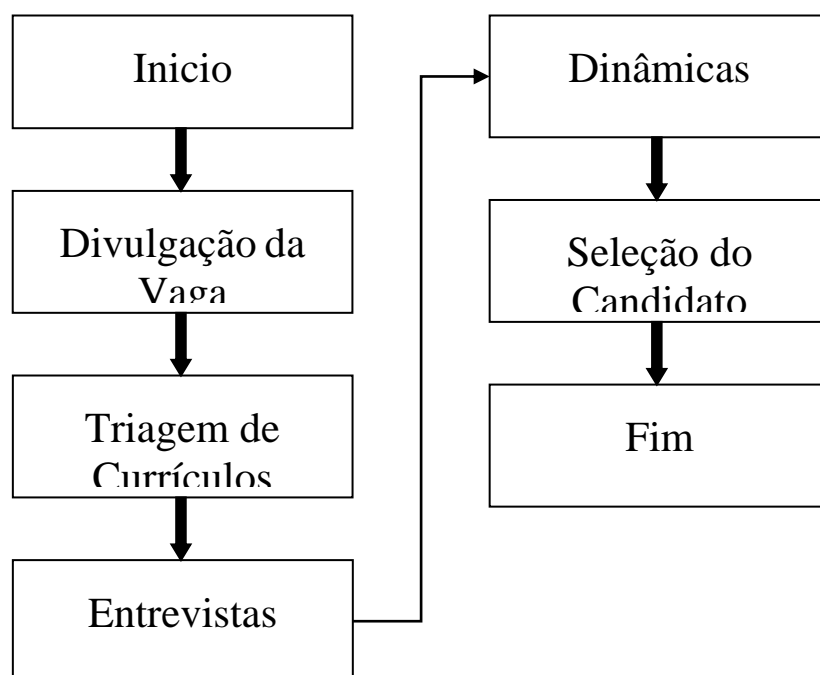 Inicio
Divulgação da
Vaga
Triagem de
Currículos
Entrevistas
Dinâmicas
Seleção do
Candidato
Fim